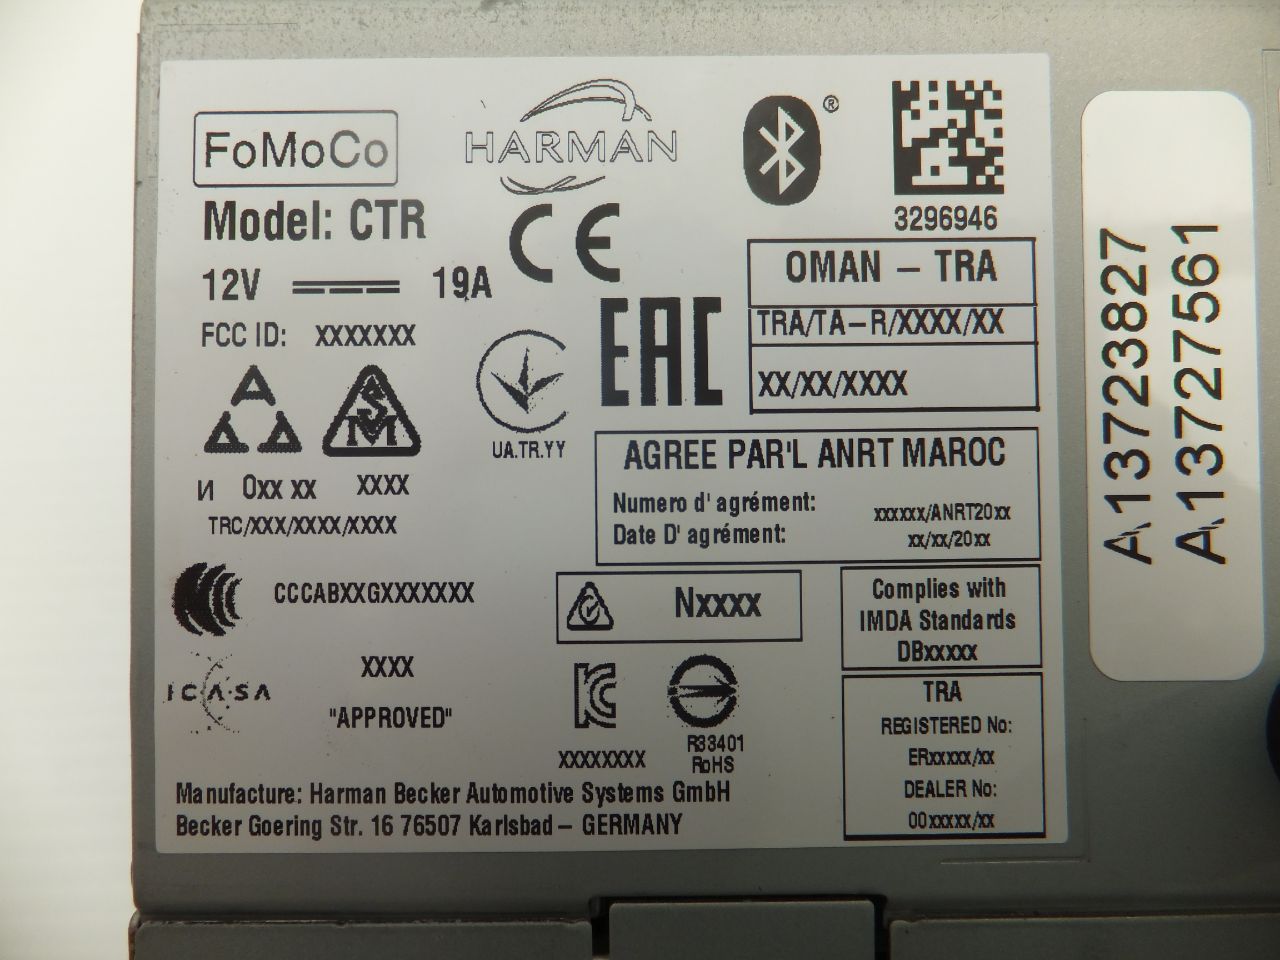 FoMoCo
HARMAN
®
3296946
Model: CTR
CE
12V 19A
OMAN – TRA
TRA/TA–R/XXXX/XX
XX/XX/XXXX
FCC ID: XXXXXXX
EAC
UA.TR.YY
AGREE PAR'L ANRT MAROC
Numero d' agrément: xxxxxx/ANRT20xx
Date D' agrément: xx/xx/20xx
И 0xx xx XXXX
TRC/XXX/XXXX/XXXX
CCCABXXGXXXXXXX
Nxxxx
Complies with
IMDA Standards
DBxxxxx
ICASA
XXXX
"APPROVED"
XXXXXXXX
R33401
RoHS
TRA
REGISTERED No:
ERxxxxx/xx
DEALER No:
00xxxxx/xx
Manufacture: Harman Becker Automotive Systems GmbH
Becker Goering Str. 16 76507 Karlsbad – GERMANY
A13723827
A13727561